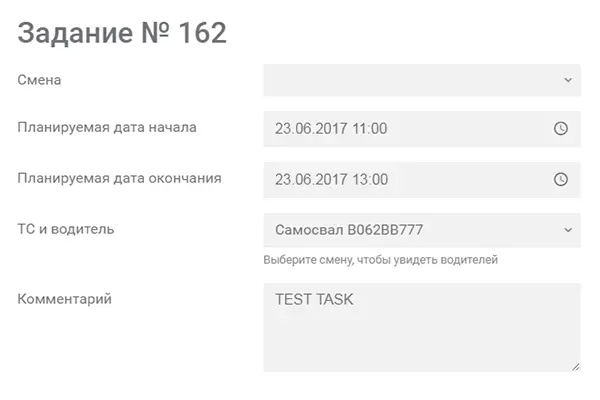 Задание № 162
Смена
Планируемая дата начала 23.06.2017 11:00
Планируемая дата окончания 23.06.2017 13:00
ТС и водитель Самосвал В062ВВ777
Выберите смену, чтобы увидеть водителей
Комментарий TEST TASK